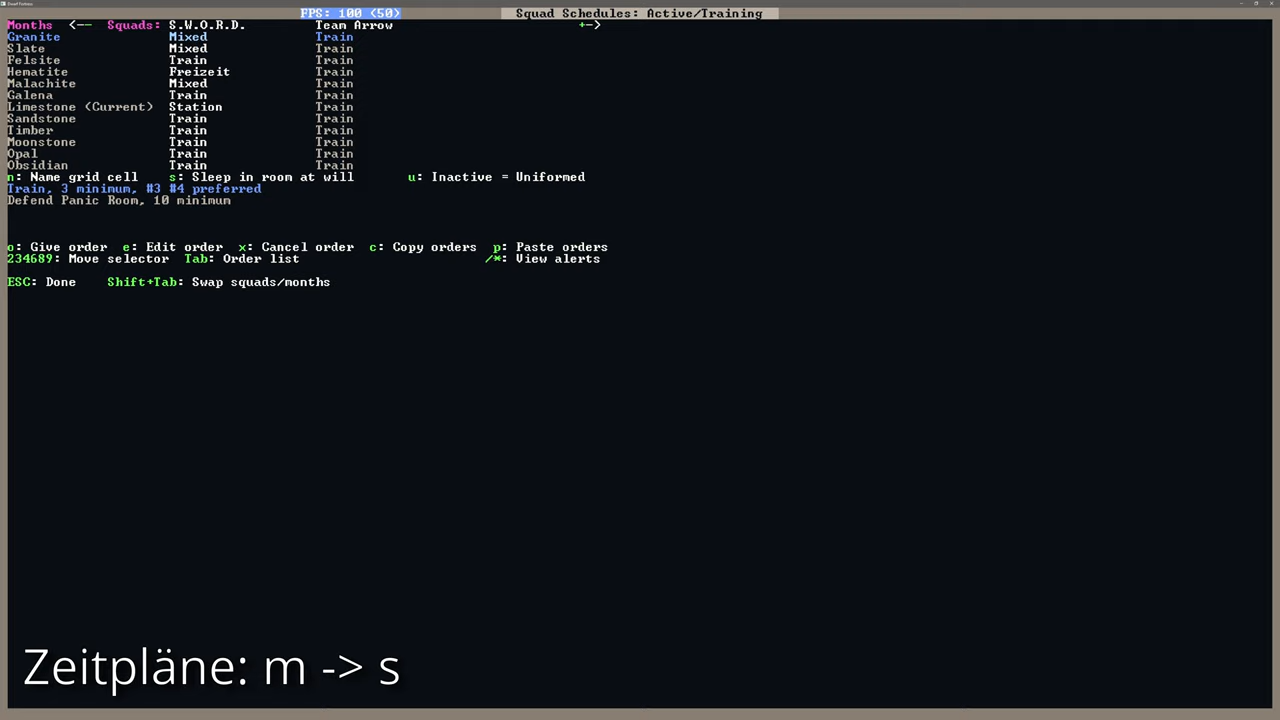 Dwarf Fortress
FPS: 100 (50) Squad Schedules: Active/Training
Months <-- Squads: S.W.O.R.D. Team Arrow +->
Granite Mixed Train
Slate Mixed Train
Felsite Train Train
Hematite Freizeit Train
Malachite Mixed Train
Galena Train Train
Limestone (Current) Station Train
Sandstone Train Train
Timber Train Train
Moonstone Train Train
Opal Train Train
Obsidian Train Train
n: Name grid cell s: Sleep in room at will u: Inactive = Uniformed
Train, 3 minimum, #3 #4 preferred
Defend Panic Room, 10 minimum
o: Give order e: Edit order x: Cancel order c: Copy orders p: Paste orders
234689: Move selector Tab: Order list /*: View alerts
ESC: Done Shift+Tab: Swap squads/months
Zeitpläne: m -> s